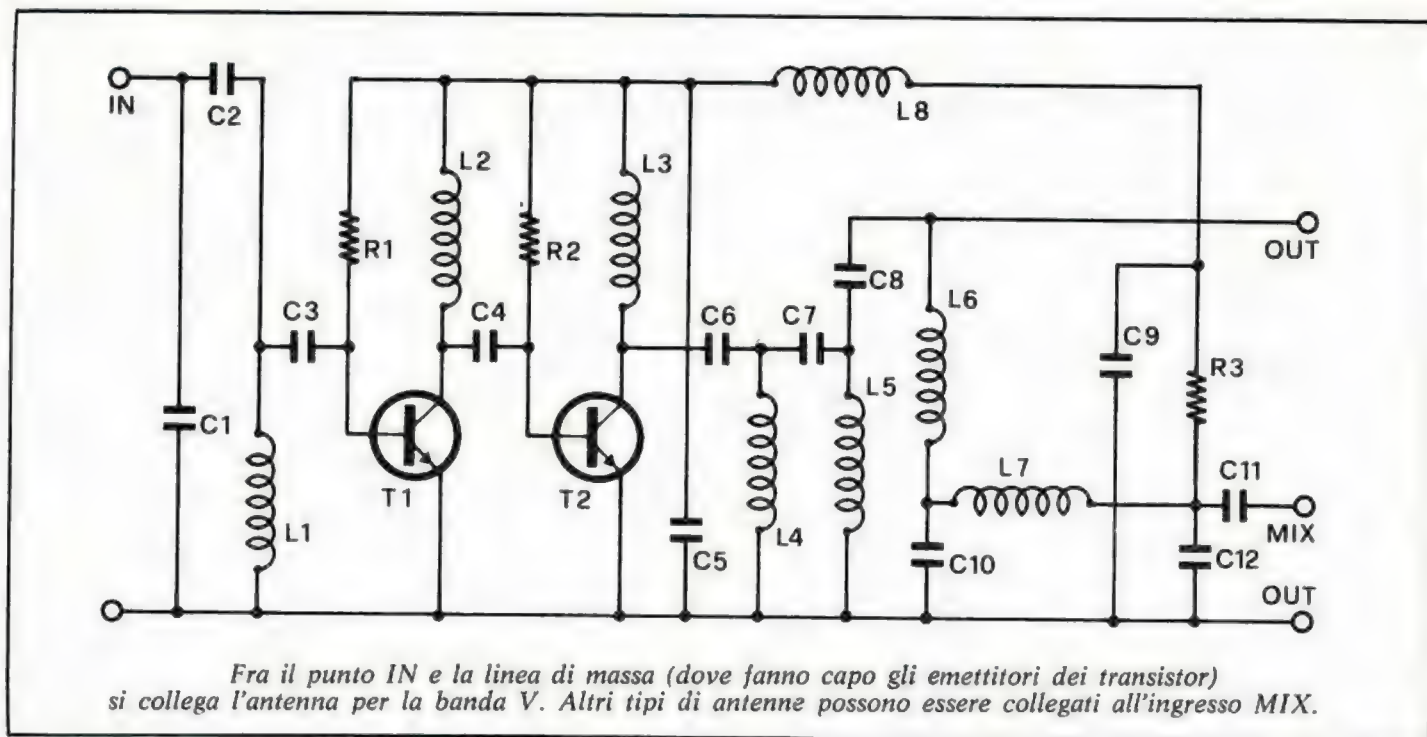 IN
C2
L8
L2
L3
R1
R2
OUT
C8
L6
C3
C4
C6
C7
C9
R3
L5
C1
L7
C11
T1
T2
L1
L4
MIX
C5
C10
C12
OUT
Fra il punto IN e la linea di massa (dove fanno capo gli emettitori dei transistor)
si collega l'antenna per la banda V. Altri tipi di antenne possono essere collegati all'ingresso MIX.